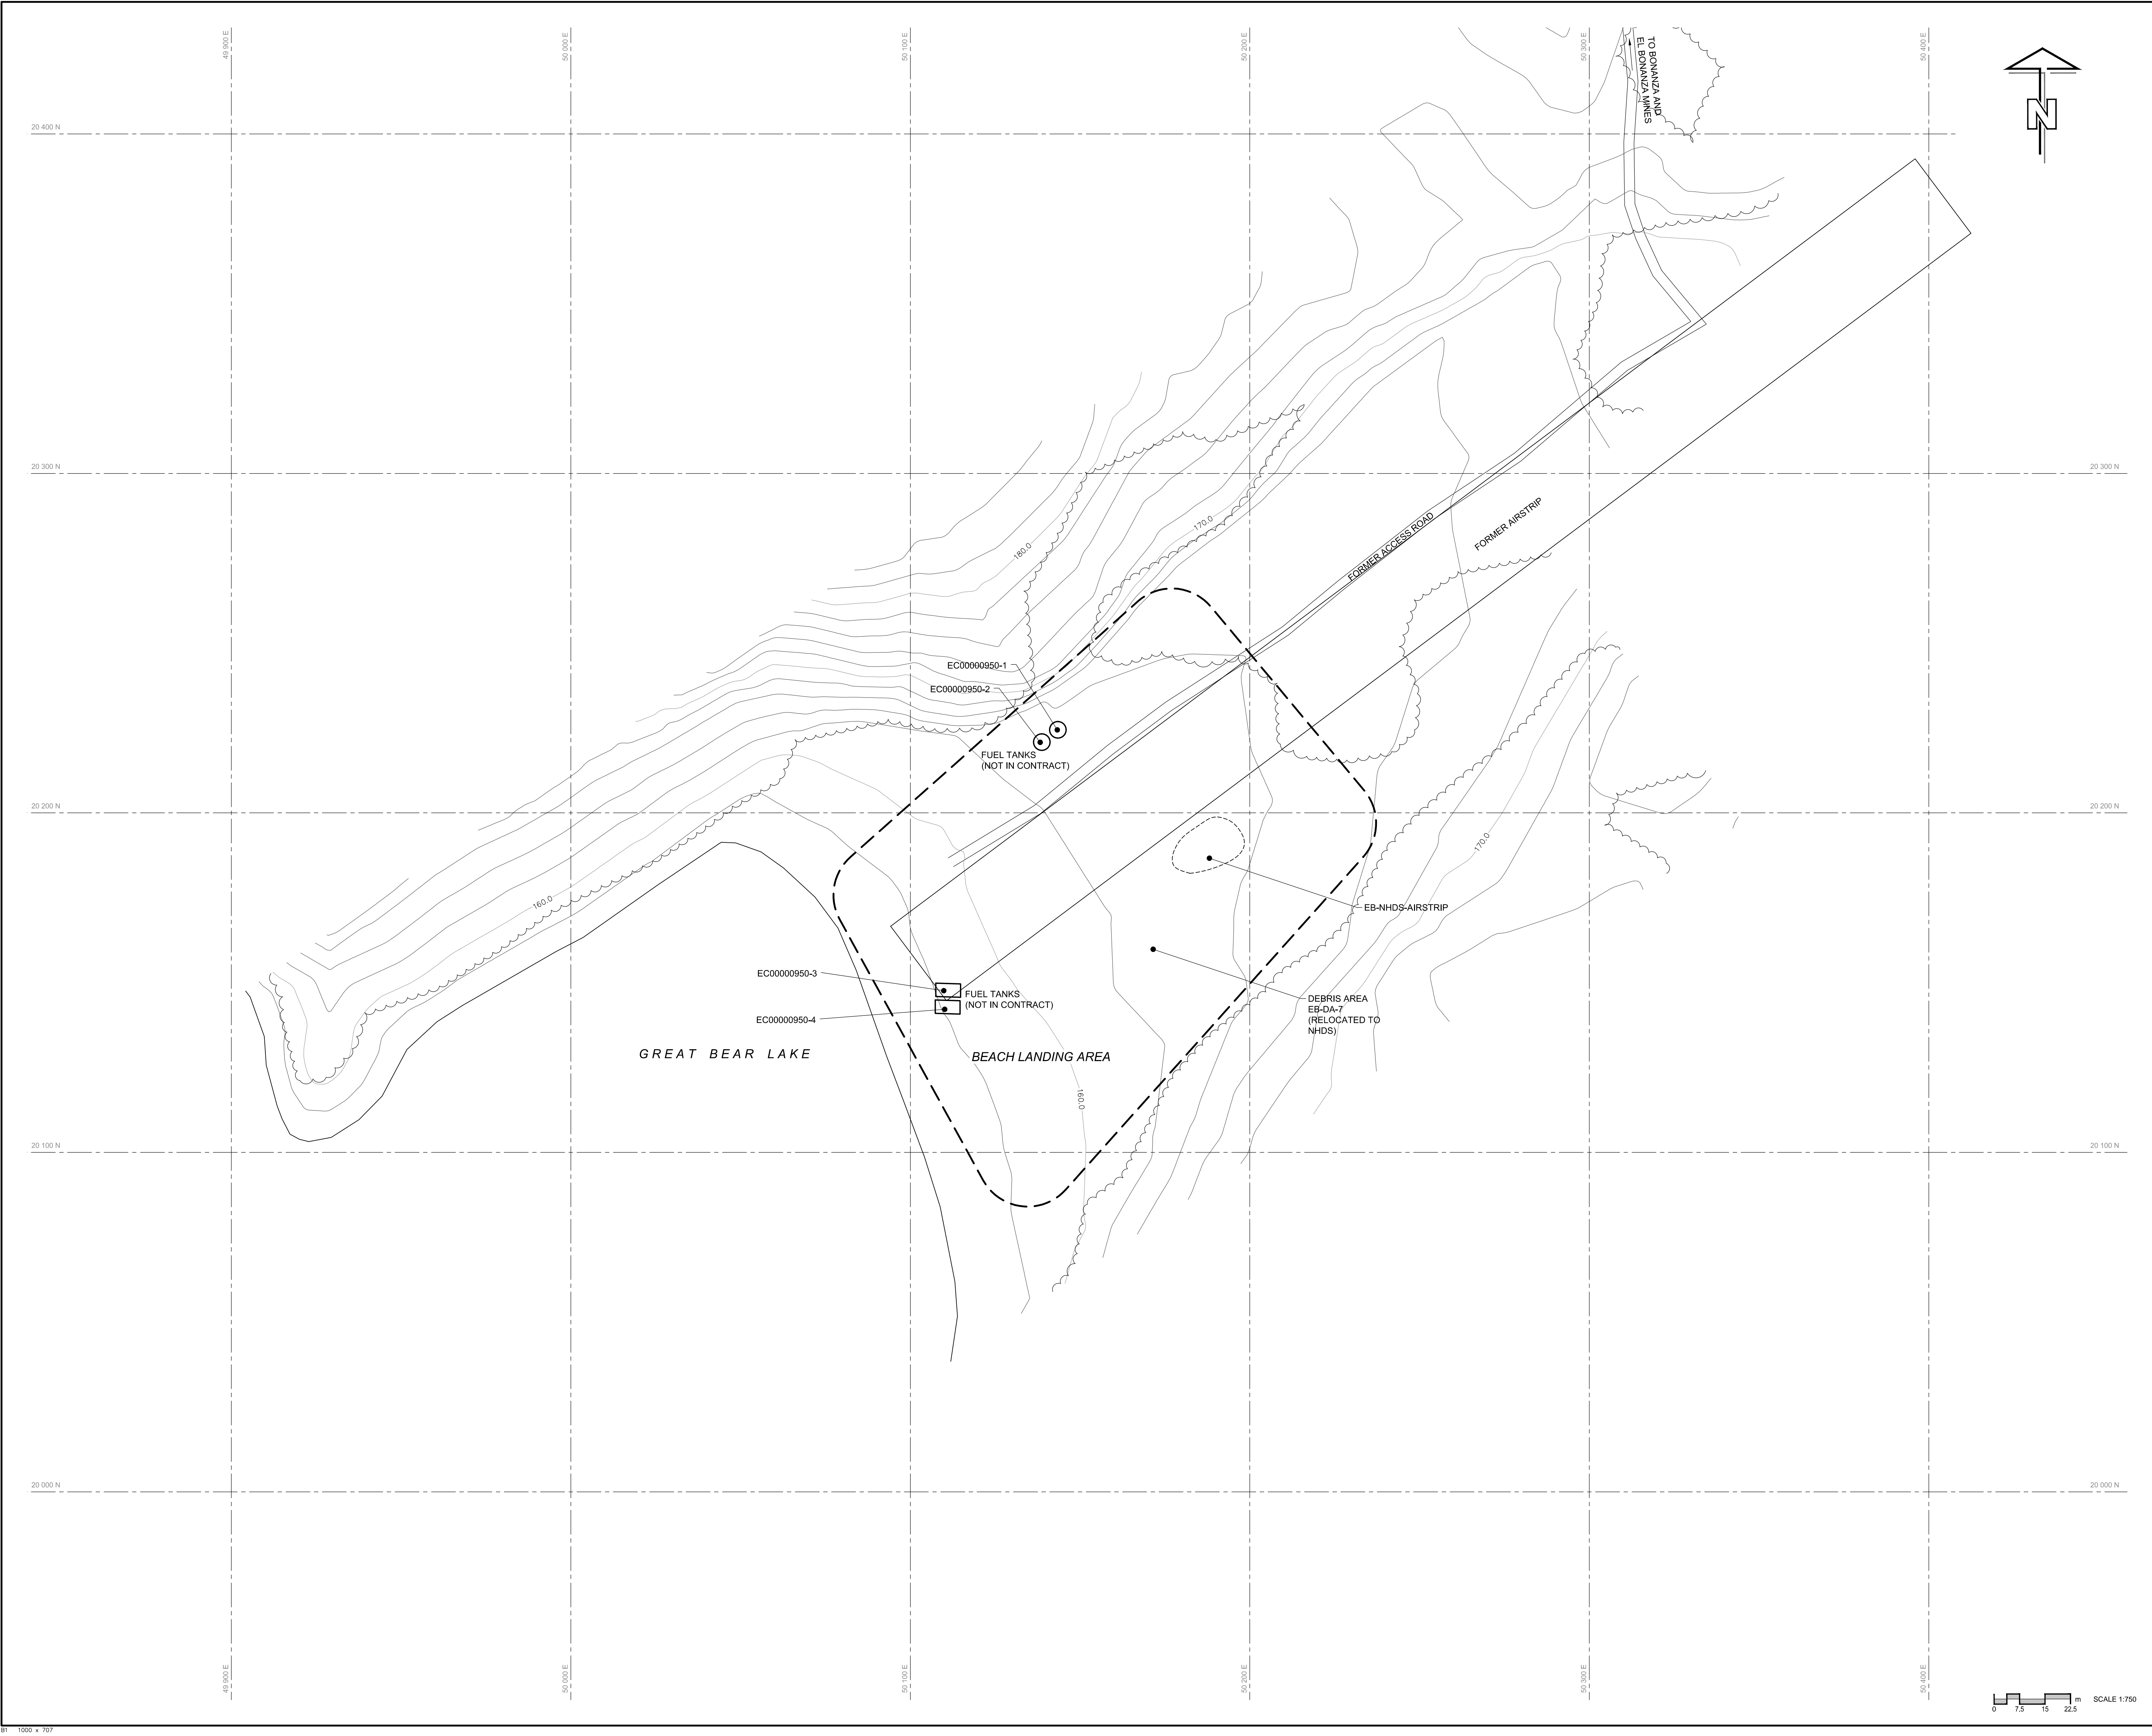 49 900 E
50 000 E
50 100 E
50 200 E
50 300 E
50 400 E
TO BONANZA AND
EL BONANZA MINES
N
20 400 N
20 300 N
20 300 N
180.0
170.0
FORMER ACCESS ROAD
FORMER AIRSTRIP
EC00000950-1
EC00000950-2
FUEL TANKS
(NOT IN CONTRACT)
20 200 N
20 200 N
170.0
160.0
EB-NHDS-AIRSTRIP
EC00000950-3
FUEL TANKS
(NOT IN CONTRACT)
EC00000950-4
DEBRIS AREA
EB-DA-7
(RELOCATED TO
NHDS)
GREAT BEAR LAKE
BEACH LANDING AREA
160.0
20 100 N
20 100 N
20 000 N
20 000 N
49 900 E
50 000 E
50 100 E
50 200 E
50 300 E
50 400 E
0 7.5 15 22.5 m SCALE 1:750
B1 1000 x 707